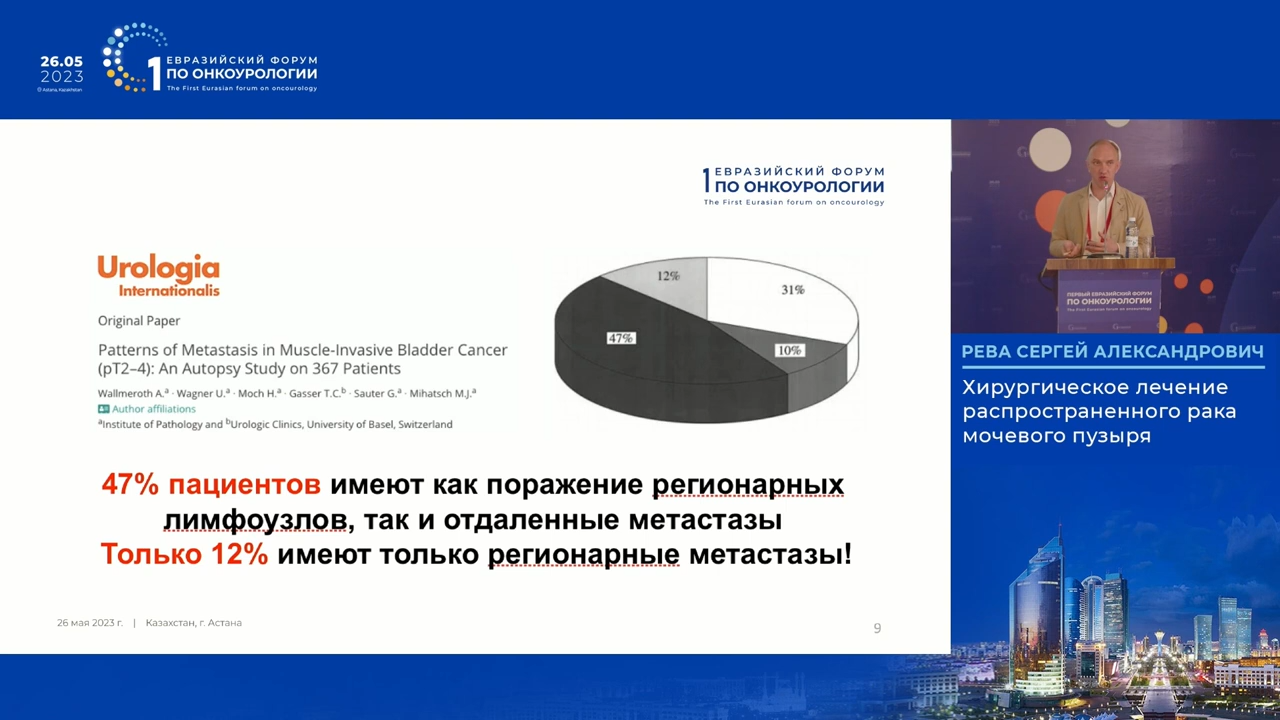 26.05
2023
Astana, Kazakhstan
1 ЕВРАЗИЙСКИЙ ФОРУМ
ПО ОНКОУРОЛОГИИ
The First Eurasian forum on oncourology
1 ЕВРАЗИЙСКИЙ ФОРУМ
ПО ОНКОУРОЛОГИИ
The First Eurasian forum on oncourology
Urologia
Internationalis
Original Paper
Patterns of Metastasis in Muscle-Invasive Bladder Cancer
(pT2–4): An Autopsy Study on 367 Patients
Wallmeroth A.a · Wagner U.a · Moch H.a · Gasser T.C.b · Sauter G.a · Mihatsch M.J.a
Author affiliations
aInstitute of Pathology and bUrologic Clinics, University of Basel, Switzerland
12%
31%
47%
10%
47% пациентов имеют как поражение регионарных
лимфоузлов, так и отдаленные метастазы
Только 12% имеют только регионарные метастазы!
26 мая 2023 г. | Казахстан, г. Астана
9
ПЕРВЫЙ ЕВРАЗИЙСКИЙ ФОРУМ
ПО ОНКОУРОЛОГИИ
РЕВА СЕРГЕЙ АЛЕКСАНДРОВИЧ
Хирургическое лечение
распространенного рака
мочевого пузыря